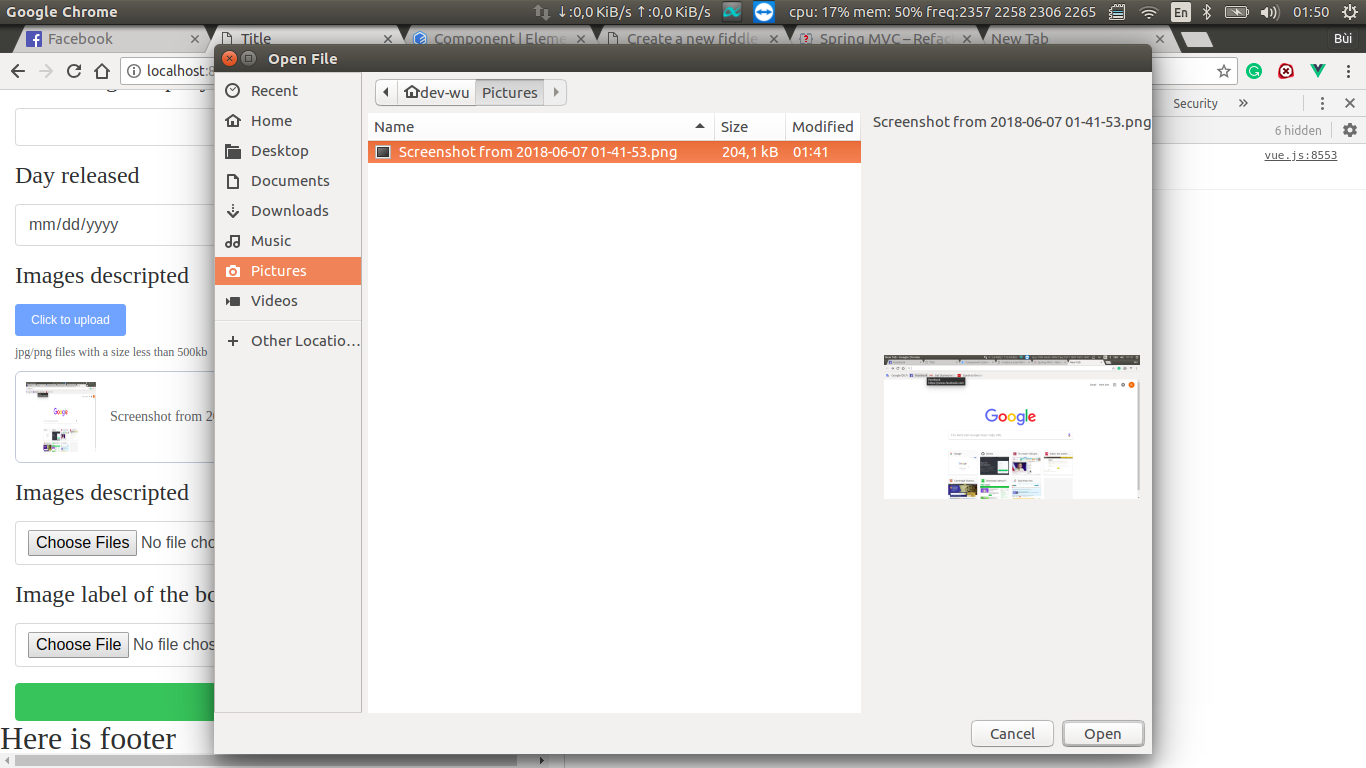 Google Chrome
↓:0,0 KiB/s ↑:0,0 KiB/s
cpu: 17% mem: 50% freq:2357 2258 2306 2265
En
01:50
Facebook
Title
Component | Eleme
Create a new fiddle
Spring MVC – Refac
New Tab
Bùi
localhost:8
Security
6 hidden
vue.js:8553
Day released
mm/dd/yyyy
Images descripted
Click to upload
jpg/png files with a size less than 500kb
Google
Screenshot from 20
Images descripted
Choose Files No file cho
Image label of the bo
Choose File No file chos
Here is footer
Open File
Recent
Home
Desktop
Documents
Downloads
Music
Pictures
Videos
Other Locatio…
dev-wu
Pictures
Name Size Modified
Screenshot from 2018-06-07 01-41-53.png 204,1 kB 01:41
Screenshot from 2018-06-07 01-41-53.png
Google
Cancel
Open